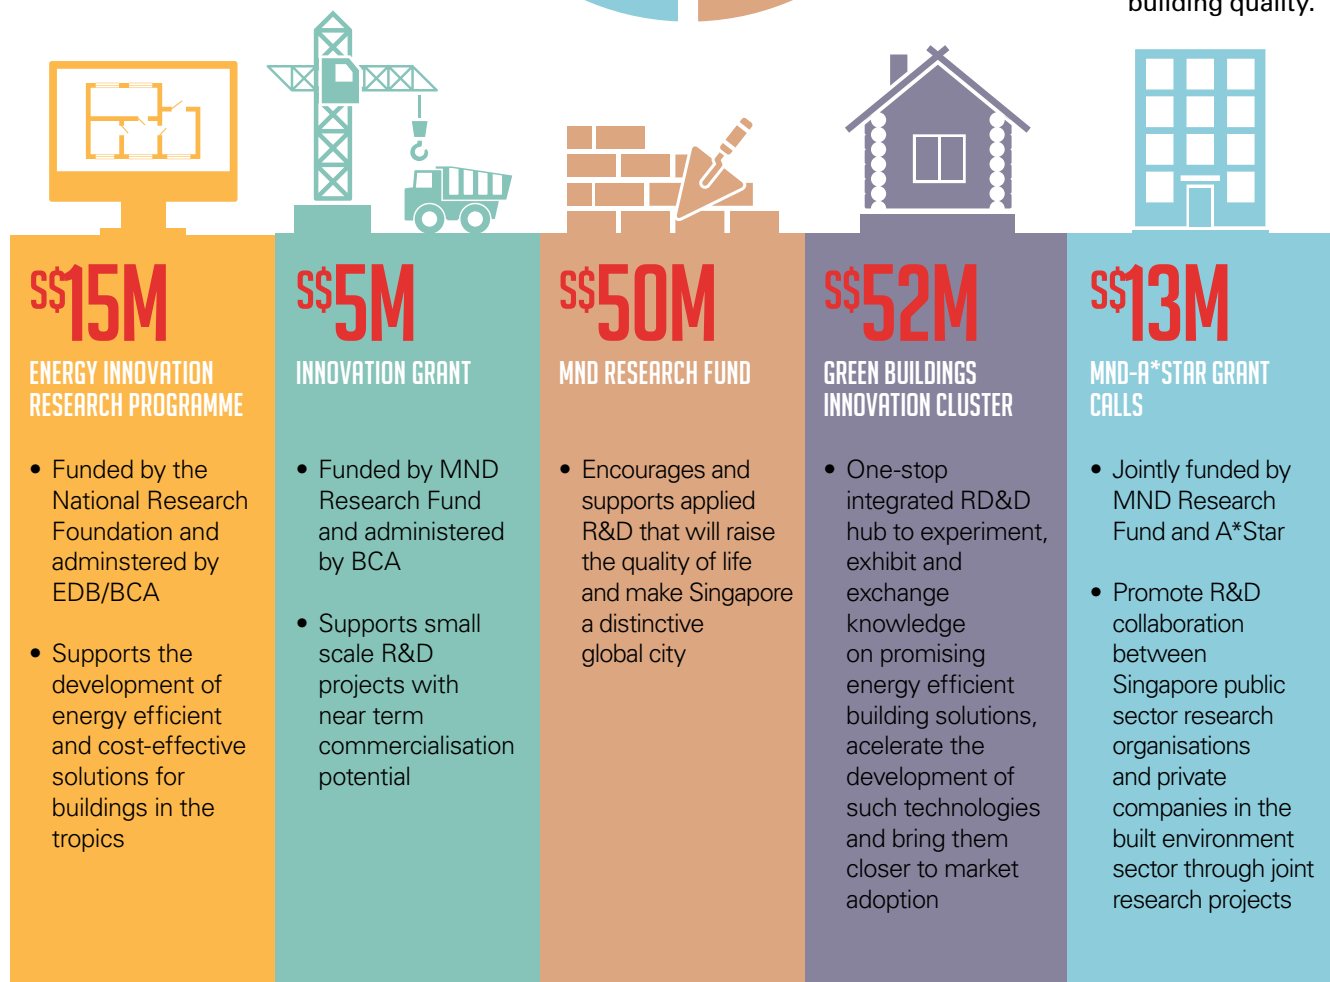 building quality.
S$15M
ENERGY INNOVATION
RESEARCH PROGRAMME
• Funded by the
National Research
Foundation and
adminstered by
EDB/BCA
• Supports the
development of
energy efficient
and cost-effective
solutions for
buildings in the
tropics
S$5M
INNOVATION GRANT
• Funded by MND
Research Fund
and administered
by BCA
• Supports small
scale R&D
projects with
near term
commercialisation
potential
S$50M
MND RESEARCH FUND
• Encourages and
supports applied
R&D that will raise
the quality of life
and make Singapore
a distinctive
global city
S$52M
GREEN BUILDINGS
INNOVATION CLUSTER
• One-stop
integrated RD&D
hub to experiment,
exhibit and
exchange
knowledge
on promising
energy efficient
building solutions,
acelerate the
development of
such technologies
and bring them
closer to market
adoption
S$13M
MND-A*STAR GRANT
CALLS
• Jointly funded by
MND Research
Fund and A*Star
• Promote R&D
collaboration
between
Singapore public
sector research
organisations
and private
companies in the
built environment
sector through joint
research projects